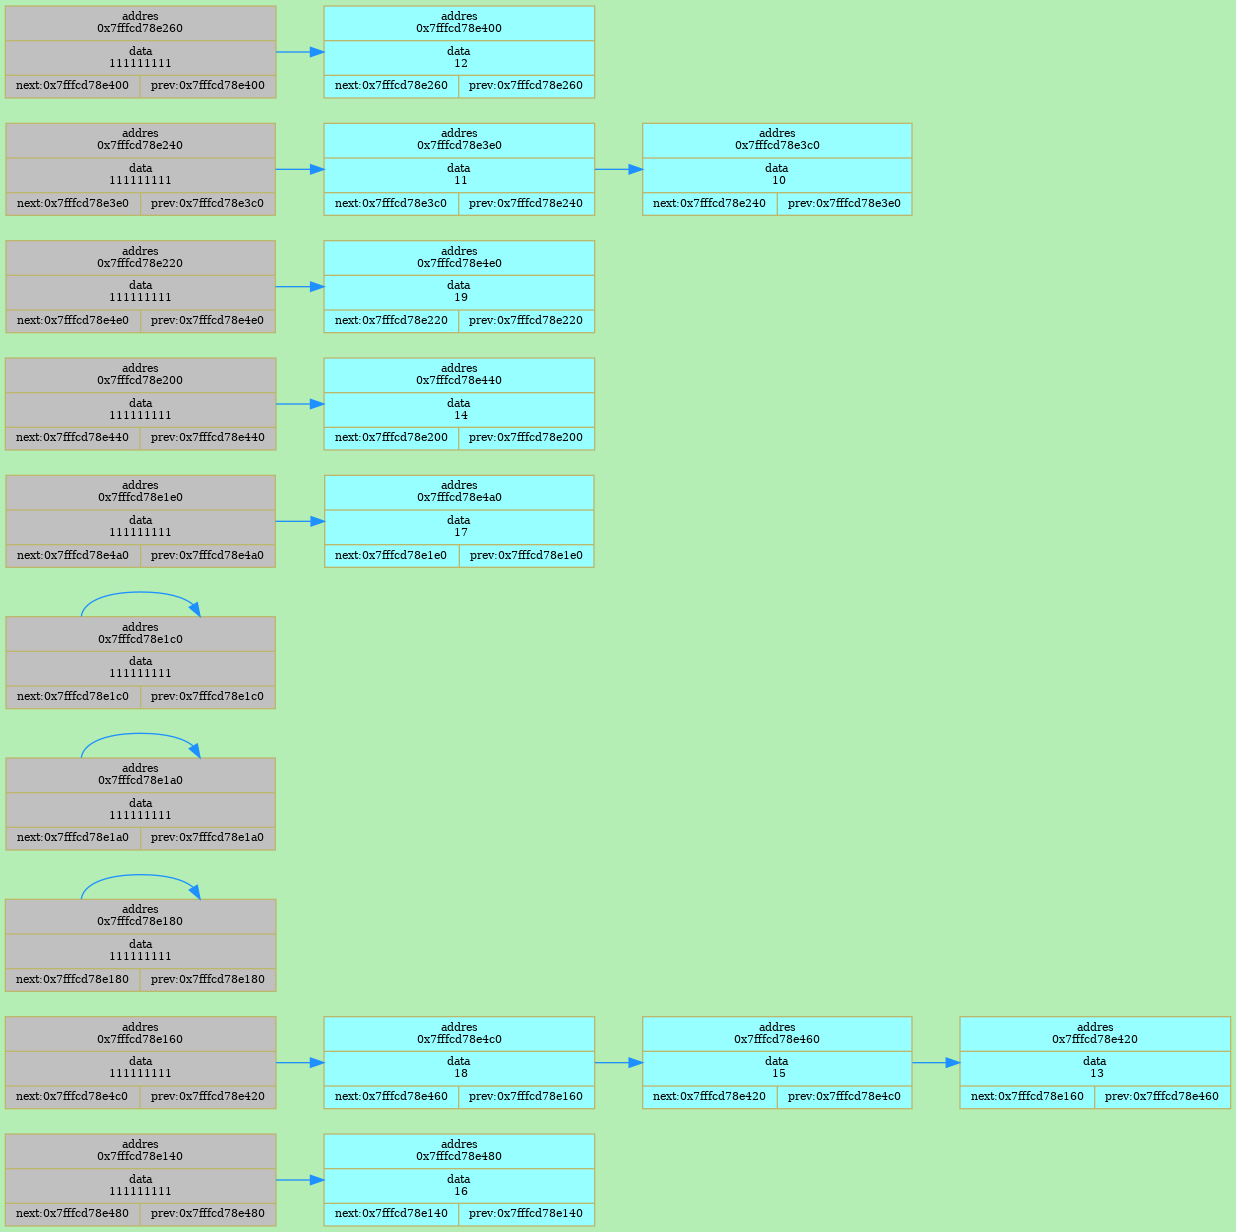 addres
0x7fffcd78e260
data
111111111
next:0x7fffcd78e400 prev:0x7fffcd78e400
addres
0x7fffcd78e400
data
12
next:0x7fffcd78e260 prev:0x7fffcd78e260
addres
0x7fffcd78e240
data
111111111
next:0x7fffcd78e3e0 prev:0x7fffcd78e3c0
addres
0x7fffcd78e3e0
data
11
next:0x7fffcd78e3c0 prev:0x7fffcd78e240
addres
0x7fffcd78e3c0
data
10
next:0x7fffcd78e240 prev:0x7fffcd78e3e0
addres
0x7fffcd78e220
data
111111111
next:0x7fffcd78e4e0 prev:0x7fffcd78e4e0
addres
0x7fffcd78e4e0
data
19
next:0x7fffcd78e220 prev:0x7fffcd78e220
addres
0x7fffcd78e200
data
111111111
next:0x7fffcd78e440 prev:0x7fffcd78e440
addres
0x7fffcd78e440
data
14
next:0x7fffcd78e200 prev:0x7fffcd78e200
addres
0x7fffcd78e1e0
data
111111111
next:0x7fffcd78e4a0 prev:0x7fffcd78e4a0
addres
0x7fffcd78e4a0
data
17
next:0x7fffcd78e1e0 prev:0x7fffcd78e1e0
addres
0x7fffcd78e1c0
data
111111111
next:0x7fffcd78e1c0 prev:0x7fffcd78e1c0
addres
0x7fffcd78e1a0
data
111111111
next:0x7fffcd78e1a0 prev:0x7fffcd78e1a0
addres
0x7fffcd78e180
data
111111111
next:0x7fffcd78e180 prev:0x7fffcd78e180
addres
0x7fffcd78e160
data
111111111
next:0x7fffcd78e4c0 prev:0x7fffcd78e420
addres
0x7fffcd78e4c0
data
18
next:0x7fffcd78e460 prev:0x7fffcd78e160
addres
0x7fffcd78e460
data
15
next:0x7fffcd78e420 prev:0x7fffcd78e4c0
addres
0x7fffcd78e420
data
13
next:0x7fffcd78e160 prev:0x7fffcd78e460
addres
0x7fffcd78e140
data
111111111
next:0x7fffcd78e480 prev:0x7fffcd78e480
addres
0x7fffcd78e480
data
16
next:0x7fffcd78e140 prev:0x7fffcd78e140